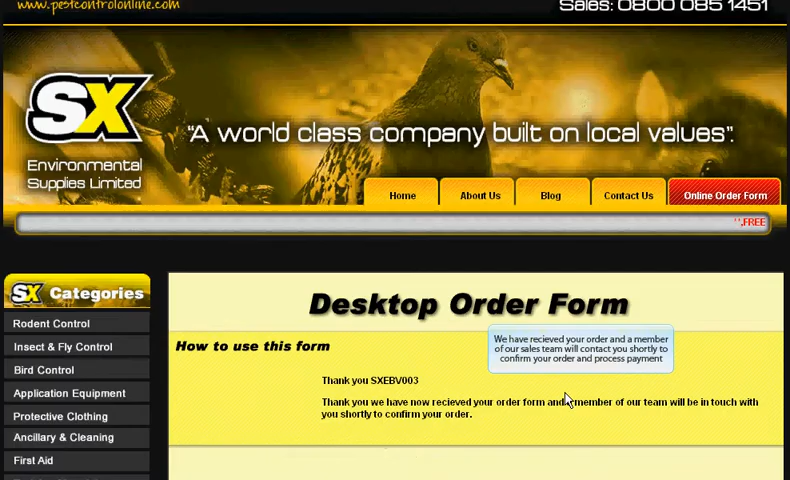 www.pestcontrolonline.com
Sales: 0800 085 1451
SX
"A world class company built on local values".
Environmental
Supplies Limited
Home
About Us
Blog
Contact Us
Online Order Form
FREE
SX Categories
Rodent Control
Insect & Fly Control
Bird Control
Application Equipment
Protective Clothing
Ancillary & Cleaning
First Aid
Desktop Order Form
How to use this form
We have recieved your order and a member
of our sales team will contact you shortly to
confirm your order and process payment
Thank you SXEBV003
Thank you we have now recieved your order form and member of our team will be in touch with
you shortly to confirm your order.